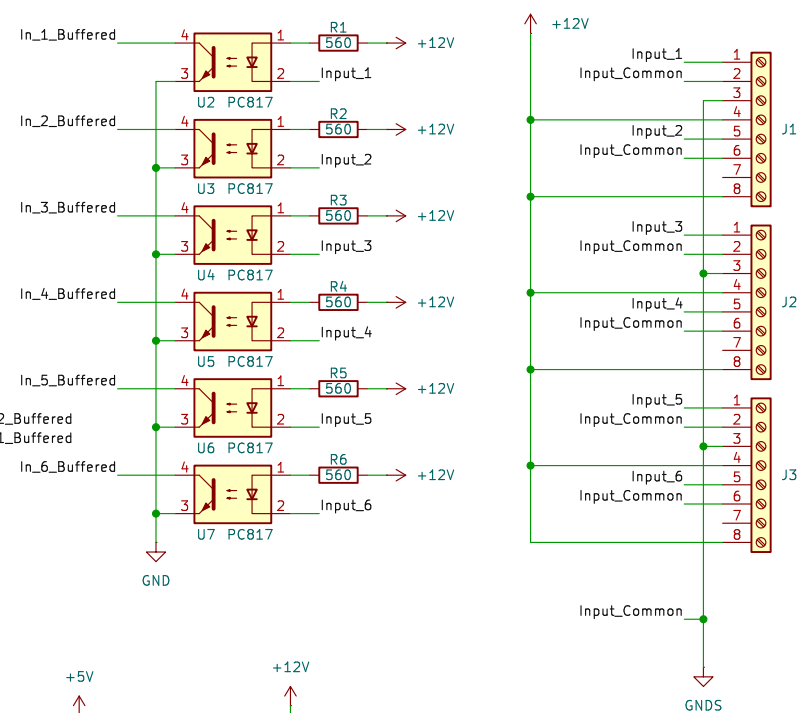 In_1_Buffered 4 3 1 2 R1 560 +12V Input_1
U2 PC817
In_2_Buffered 4 3 1 2 R2 560 +12V Input_2
U3 PC817
In_3_Buffered 4 3 1 2 R3 560 +12V Input_3
U4 PC817
In_4_Buffered 4 3 1 2 R4 560 +12V Input_4
U5 PC817
In_5_Buffered 4 3 1 2 R5 560 +12V Input_5
U6 PC817
2_Buffered
1_Buffered
In_6_Buffered 4 3 1 2 R6 560 +12V Input_6
U7 PC817
GND
+5V
+12V
+12V
Input_1 1
Input_Common 2
3
4
Input_2 5
Input_Common 6
7
8
J1
Input_3 1
Input_Common 2
3
4
Input_4 5
Input_Common 6
7
8
J2
Input_5 1
Input_Common 2
3
4
Input_6 5
Input_Common 6
7
8
J3
Input_Common
GNDS